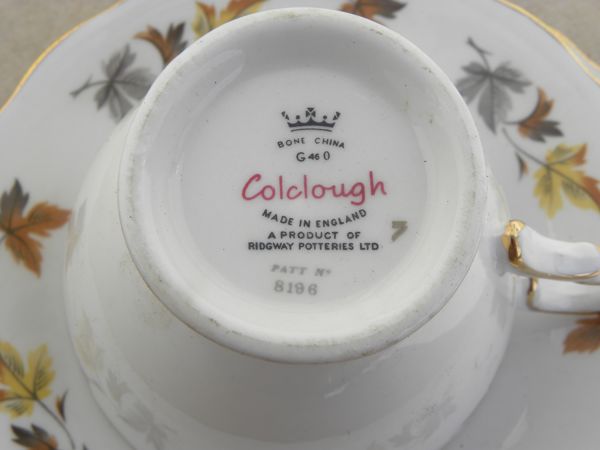 BONE CHINA
G 46 0
Colclough
MADE IN ENGLAND
A PRODUCT OF
RIDGWAY POTTERIES LTD
7
PATT Nº
8196